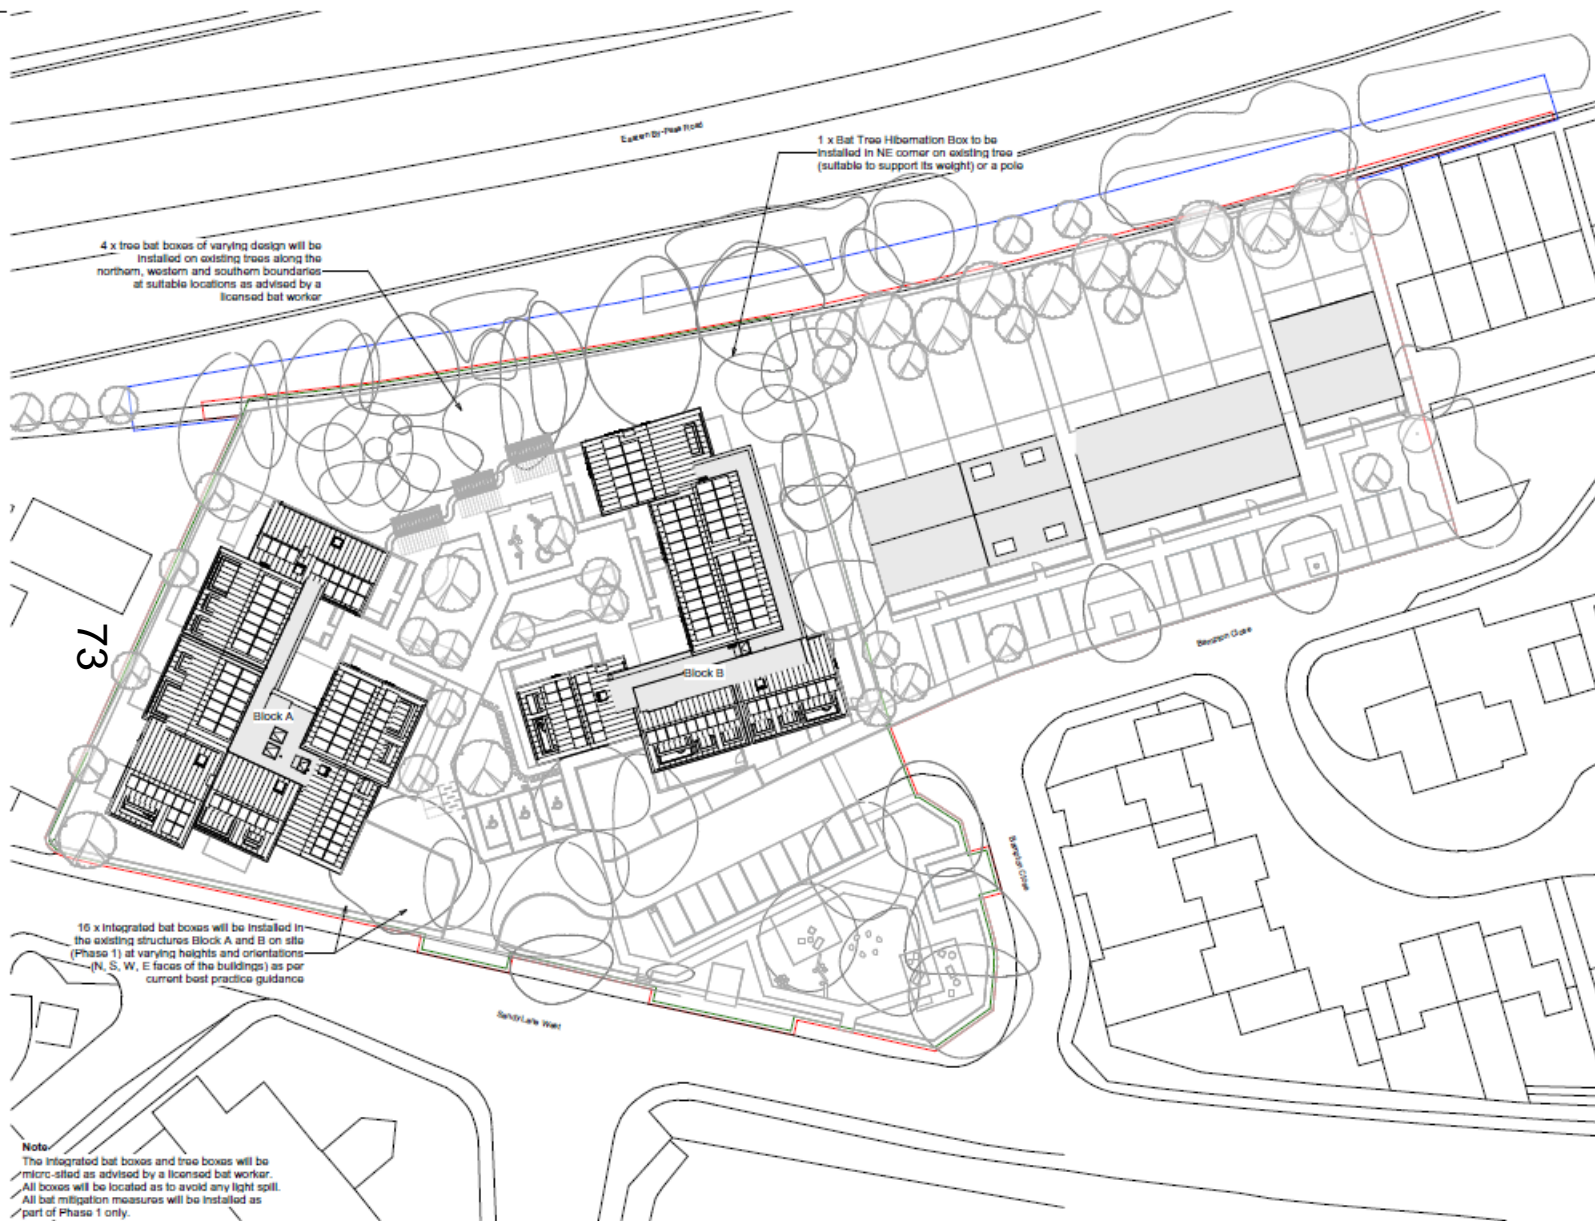 Eastern By-Pass Road
1 x Bat Tree Hibernation Box to be
installed in NE corner on existing tree
(suitable to support its weight) or a pole
4 x tree bat boxes of varying design will be
installed on existing trees along the
northern, western and southern boundaries
at suitable locations as advised by a
licensed bat worker
73
Block A
Block B
Close
Close
16 x integrated bat boxes will be installed in
the existing structures Block A and B on site
(Phase 1) at varying heights and orientations
(N, S, W, E faces of the buildings) as per
current best practice guidance
Sandy Lane West
Note
The integrated bat boxes and tree boxes will be
micro-sited as advised by a licensed bat worker.
All boxes will be located as to avoid any light spill.
All bat mitigation measures will be installed as
part of Phase 1 only.